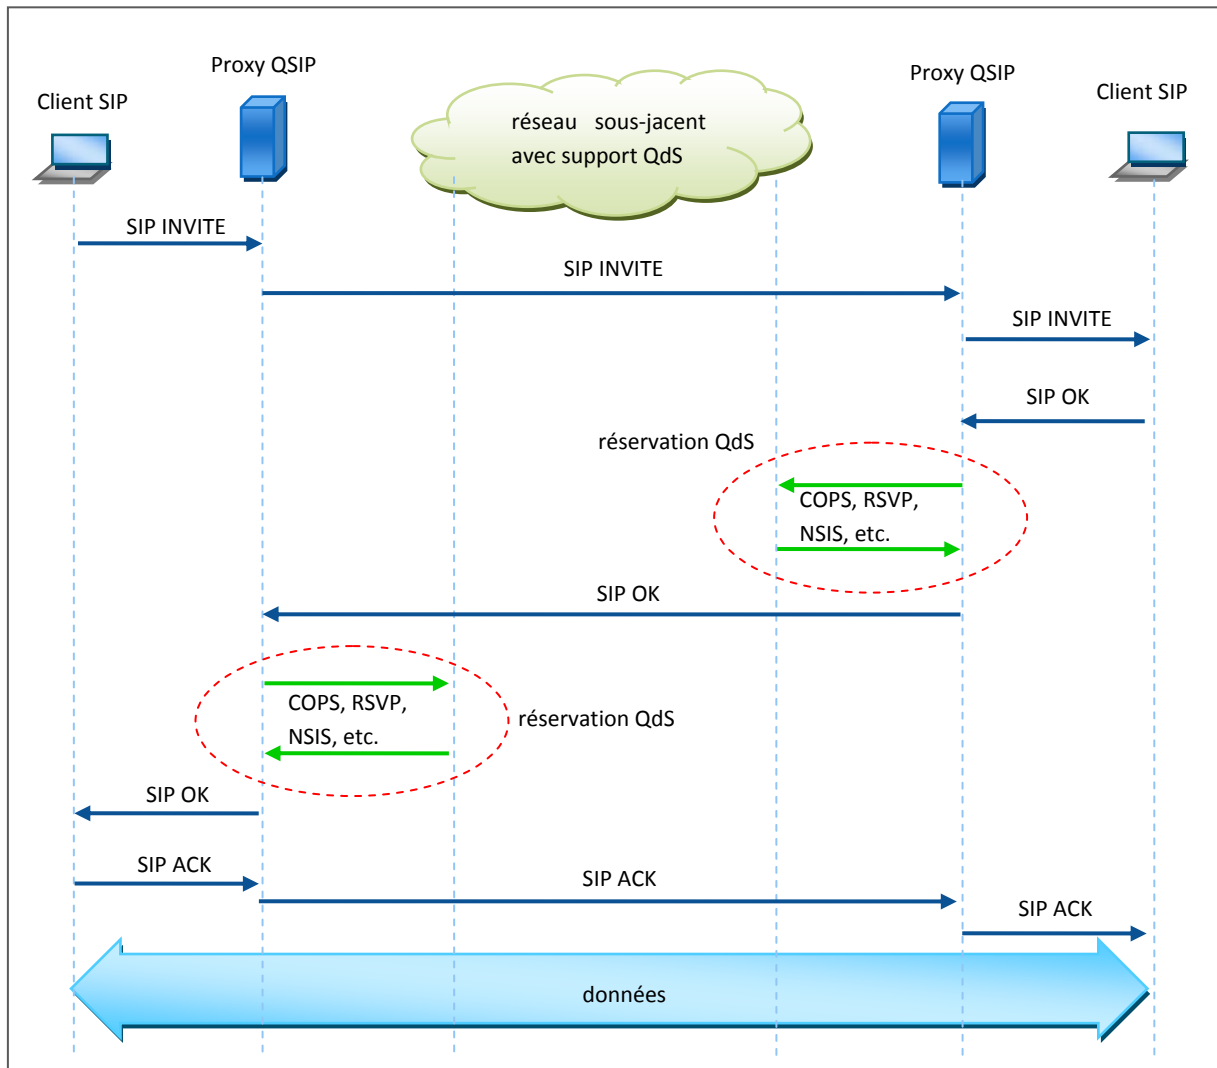 Proxy QSIP
Proxy QSIP
Client SIP
Client SIP
réseau sous-jacent
avec support QdS
SIP INVITE
SIP INVITE
SIP INVITE
SIP OK
réservation QdS
COPS, RSVP,
NSIS, etc.
SIP OK
COPS, RSVP,
NSIS, etc.
réservation QdS
SIP OK
SIP ACK
SIP ACK
SIP ACK
données